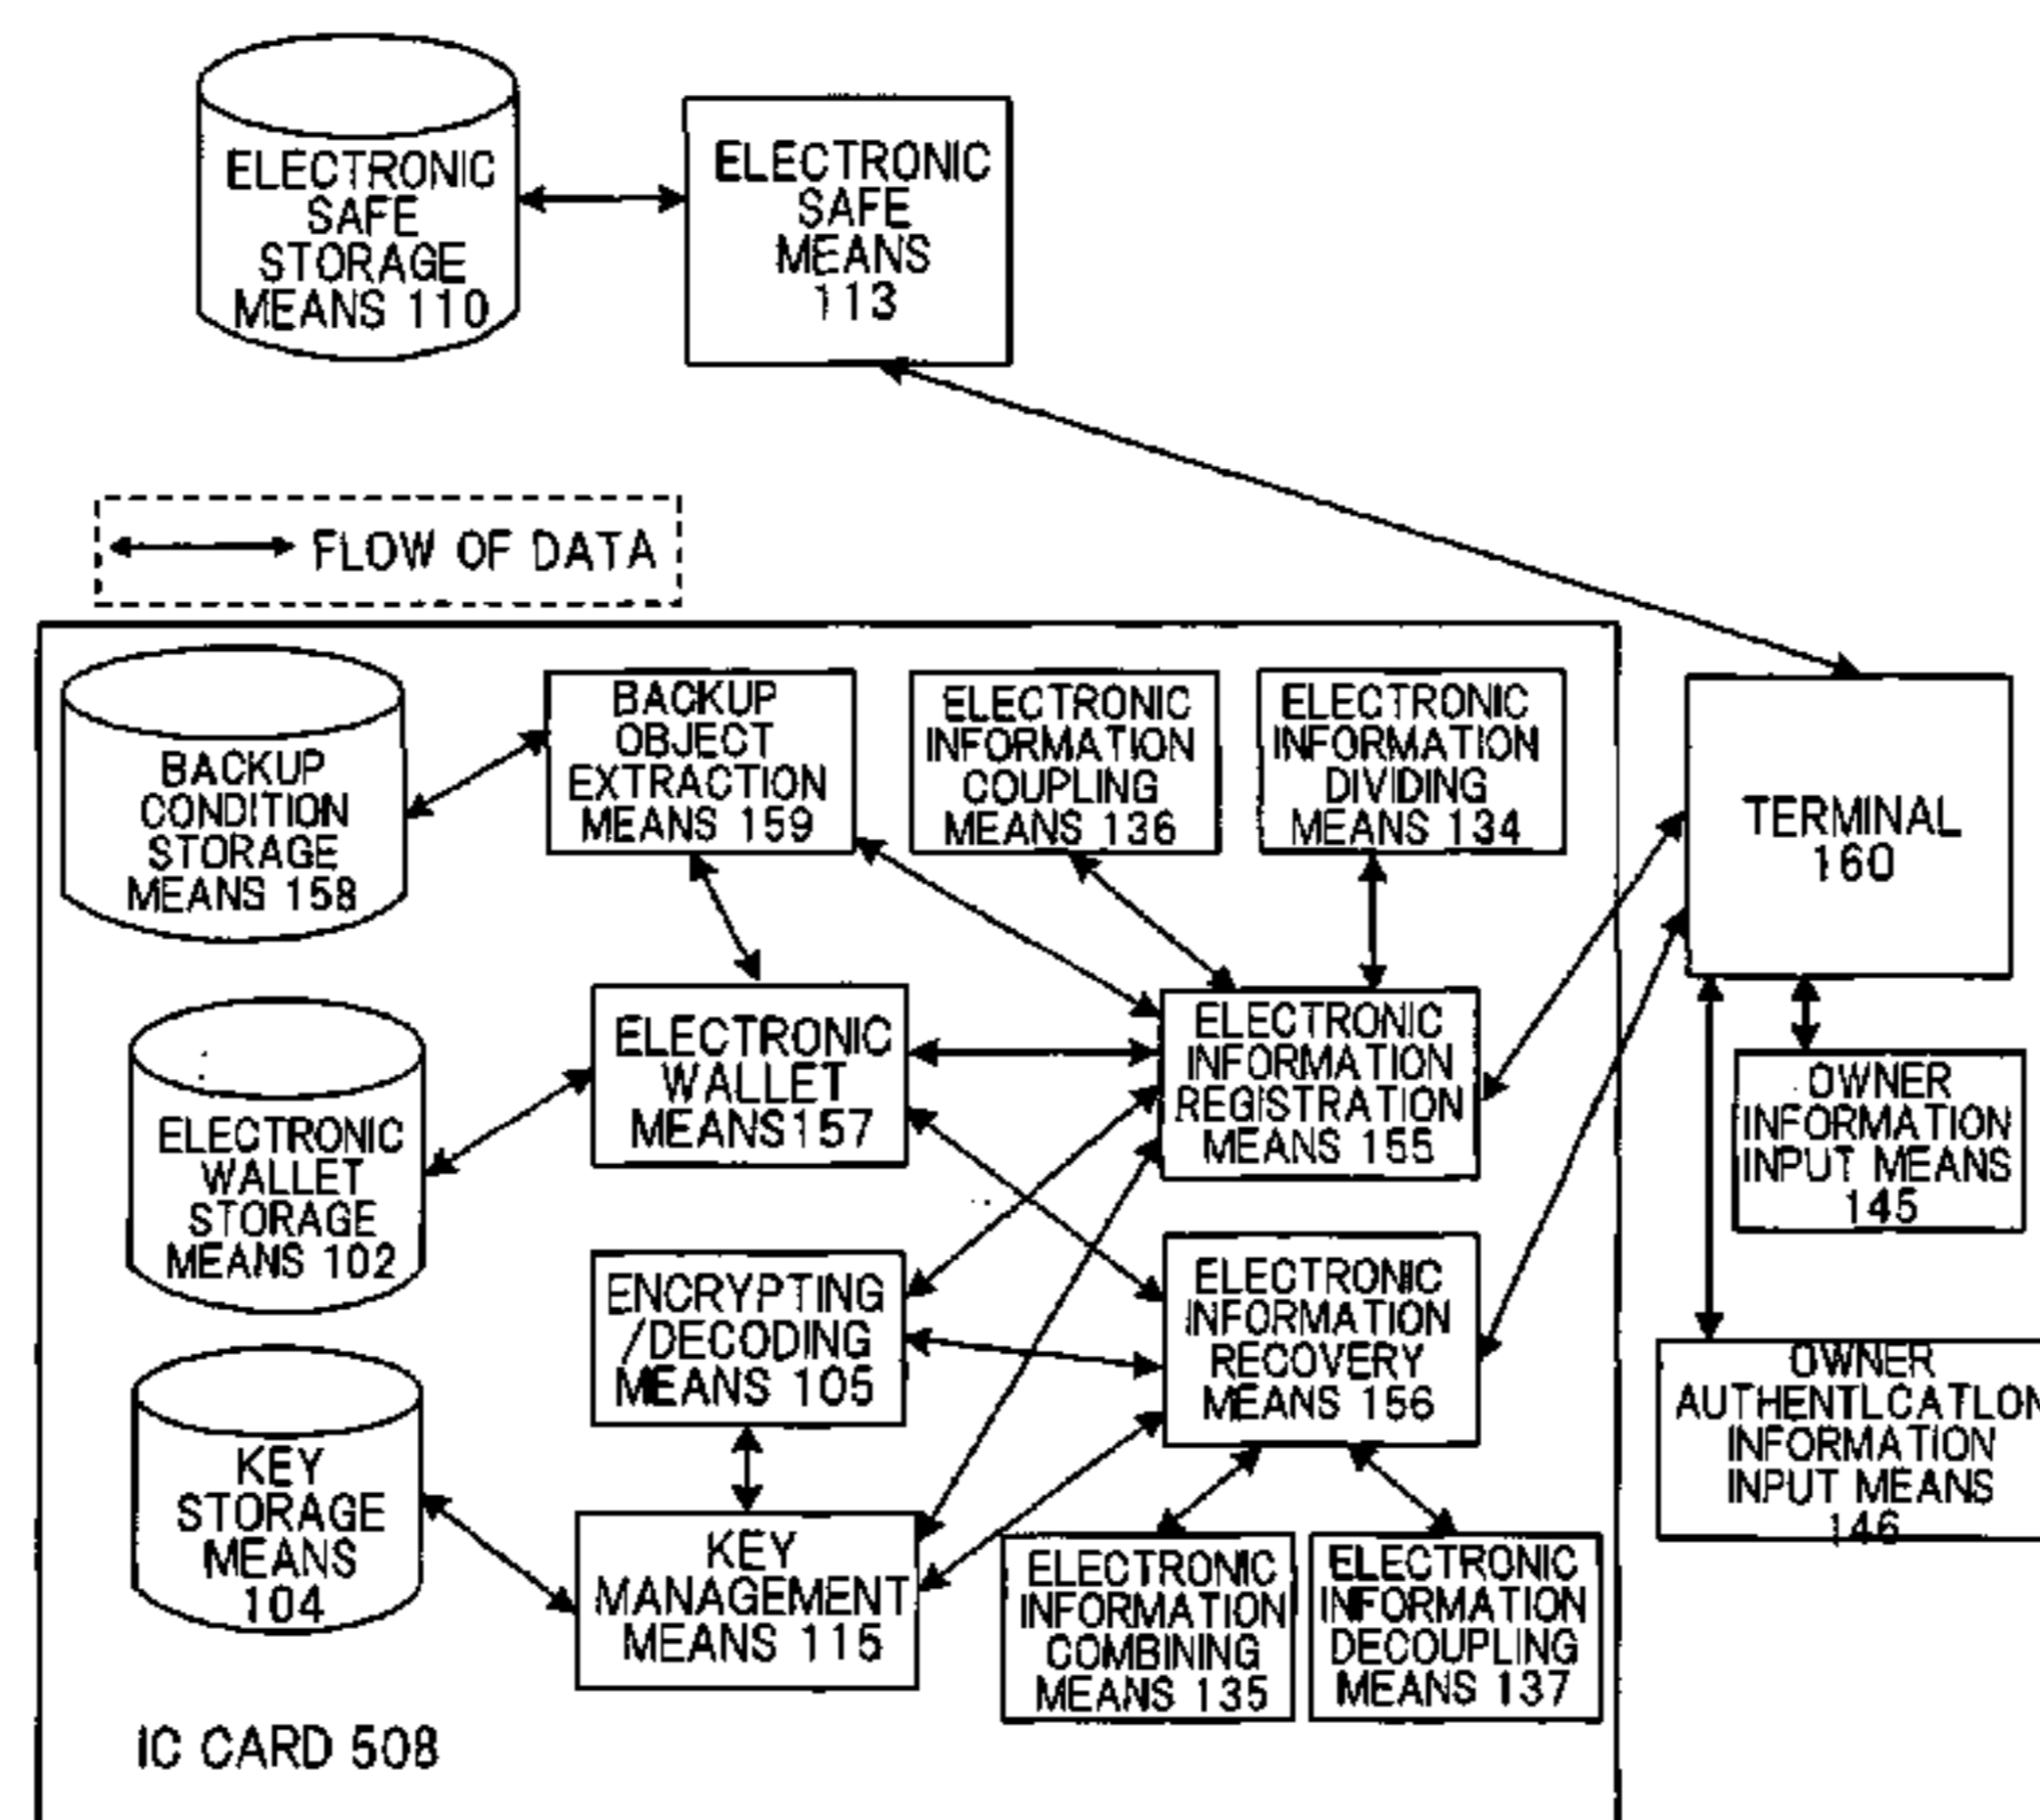 ELECTRONIC
SAFE
STORAGE
MEANS 110
ELECTRONIC
SAFE
MEANS
113
FLOW OF DATA
BACKUP
CONDITION
STORAGE
MEANS 158
BACKUP
OBJECT
EXTRACTION
MEANS 159
ELECTRONIC
INFORMATION
COUPLING
MEANS 136
ELECTRONIC
INFORMATION
DIVIDING
MEANS 134
TERMINAL
160
ELECTRONIC
WALLET
STORAGE
MEANS 102
ELECTRONIC
WALLET
MEANS157
ELECTRONIC
INFORMATION
REGISTRATION
MEANS 155
OWNER
INFORMATION
INPUT MEANS
145
ENCRYPTING
/DECODING
MEANS 105
ELECTRONIC
INFORMATION
RECOVERY
MEANS 156
OWNER
AUTHENTLCATLON
INFORMATION
INPUT MEANS
146
KEY
STORAGE
MEANS
104
KEY
MANAGEMENT
MEANS 115
ELECTRONIC
INFORMATION
COMBINING
MEANS 135
ELECTRONIC
INFORMATION
DECOUPLING
MEANS 137
IC CARD 508